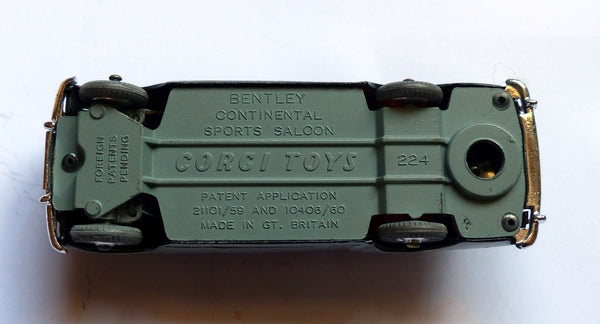 BENTLEY
CONTINENTAL
SPORTS SALOON
CORGI TOYS
224
PATENT APPLICATION
21101/59 AND 10406/60
MADE IN GT. BRITAIN
FOREIGN
PATENTS
PENDING